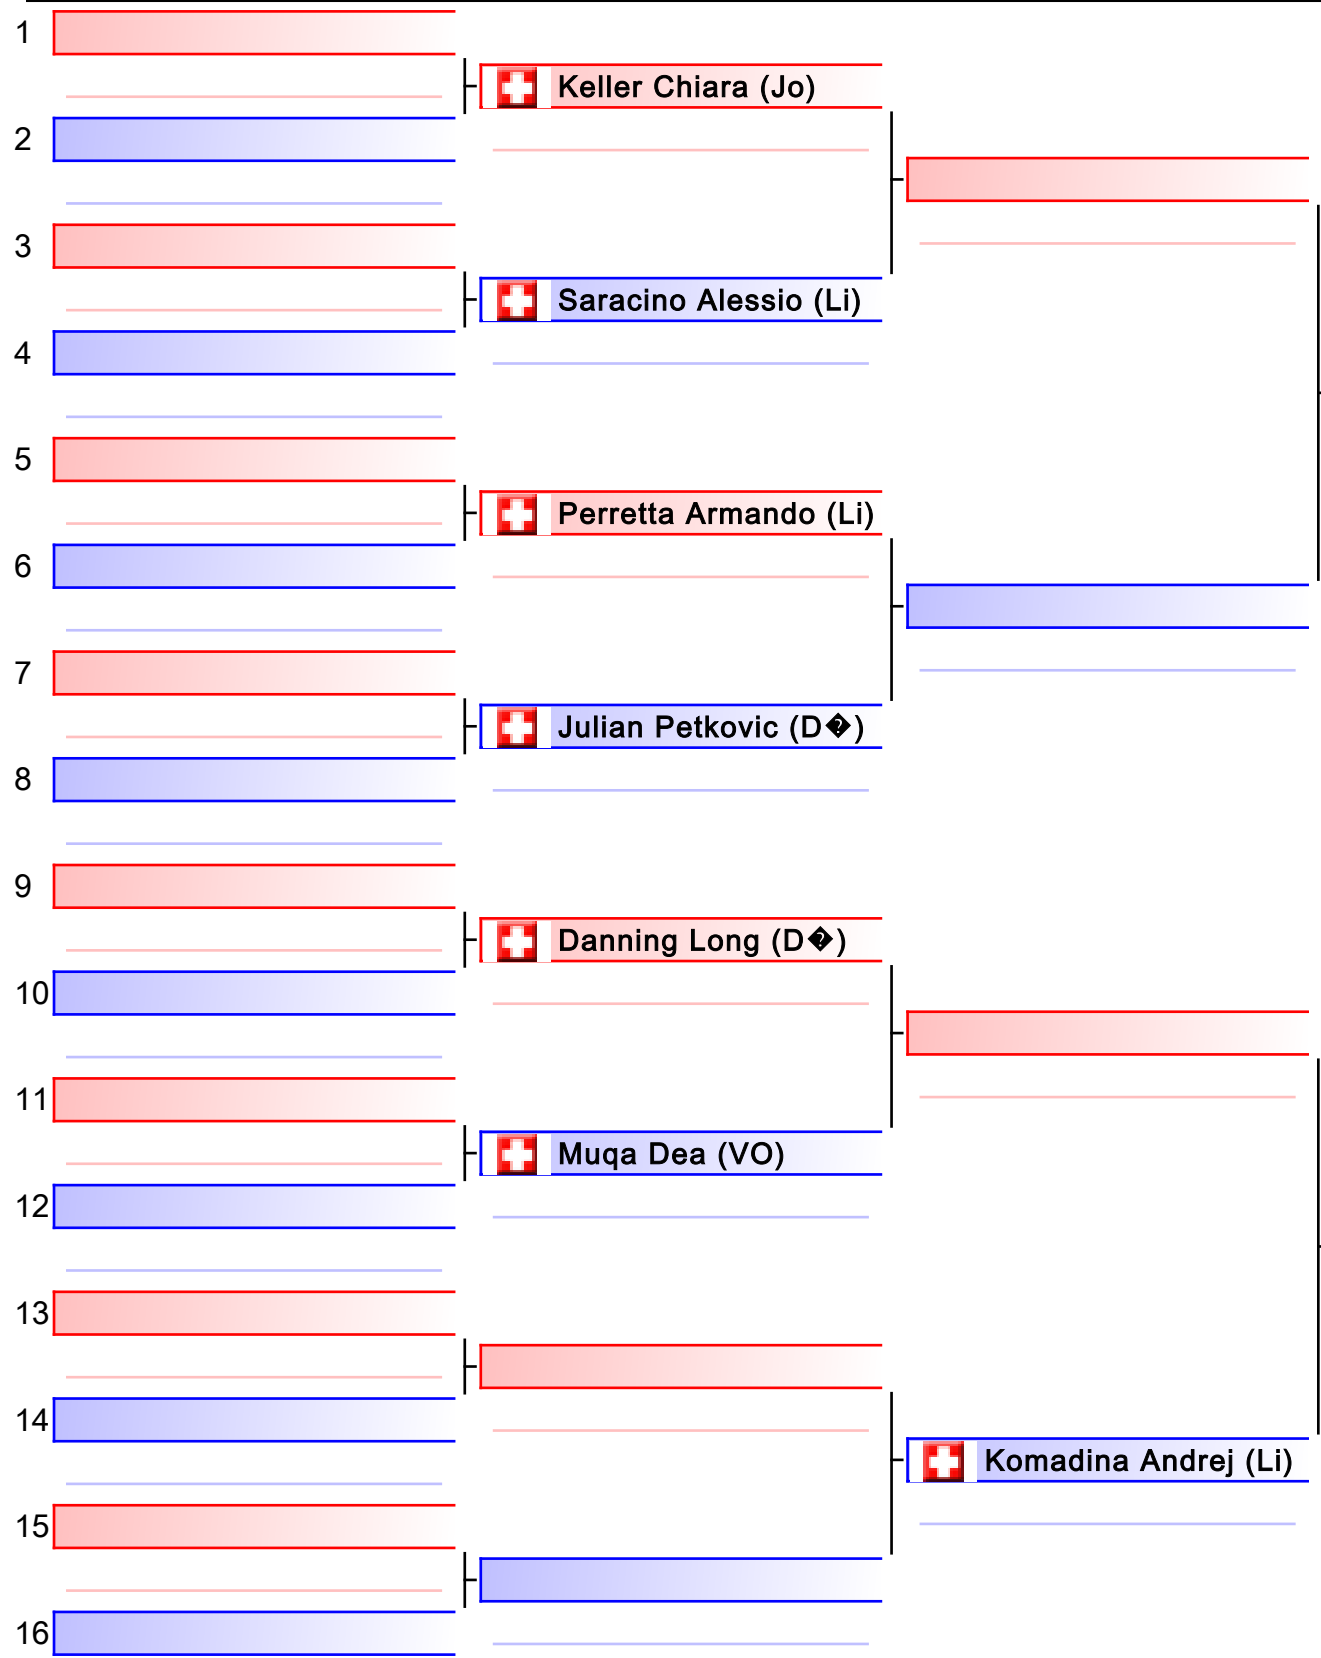 1
Keller Chiara (Jo)
2
3
Saracino Alessio (Li)
4
5
Perretta Armando (Li)
6
7
Julian Petkovic (D�)
8
9
Danning Long (D�)
10
11
Muqa Dea (VO)
12
13
14
Komadina Andrej (Li)
15
16